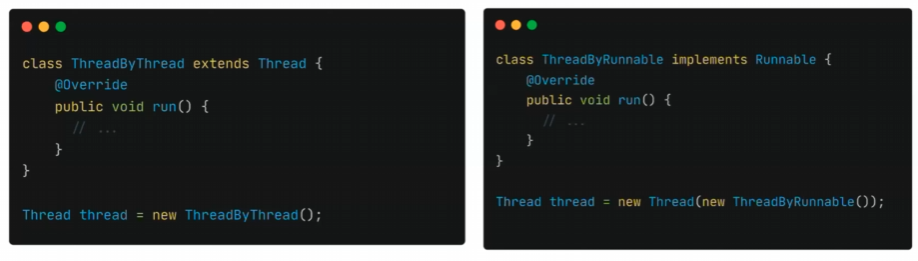 class ThreadByThread extends Thread {
    @Override
    public void run() {
      // ...
    }
}
Thread thread = new ThreadByThread();
class ThreadByRunnable implements Runnable {
    @Override
    public void run() {
      // ...
    }
}
Thread thread = new Thread(new ThreadByRunnable());